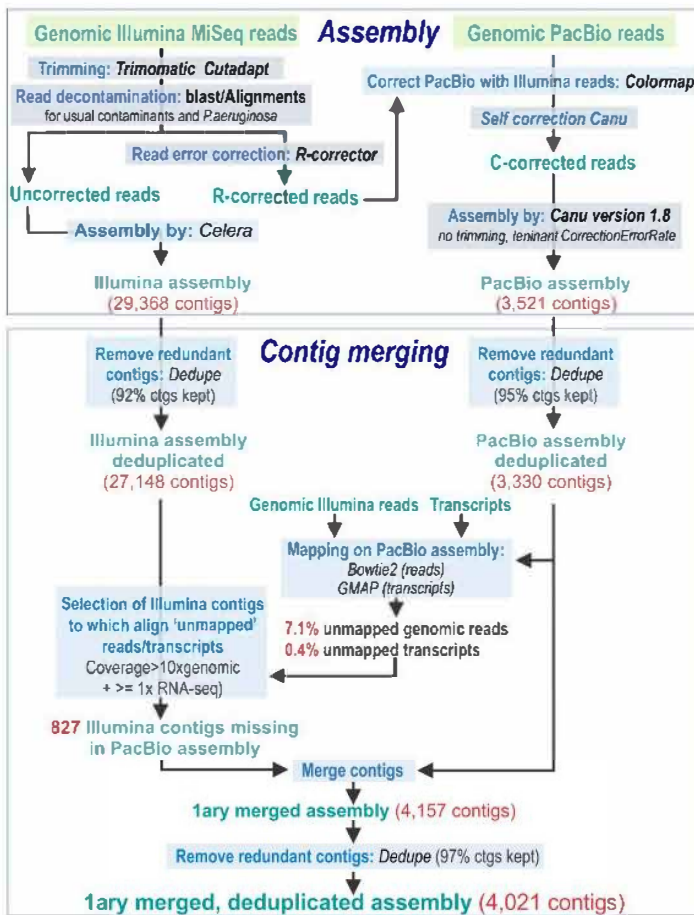 Genomic Illumina MiSeq reads
Assembly
Genomic PacBio reads
Trimming: Trimomatic Cutadapt
Read decontamination: blast/Alignments
for usual contaminants and P.aeruginosa
Correct PacBio with Illumina reads: Colormap
Self correction Canu
Read error correction: R-corrector
C-corrected reads
Uncorrected reads
R-corrected reads
Assembly by: Celera
Assembly by: Canu version 1.8
no trimming, teninant CorrectionErrorRate
Illumina assembly
(29,368 contigs)
PacBio assembly
(3,521 contigs)
Contig merging
Remove redundant
contigs: Dedupe
(92% ctgs kept)
Remove redundant
contigs: Dedupe
(95% ctgs kept)
Illumina assembly
deduplicated
(27,148 contigs)
PacBIo assembly
deduplicated
(3,330 contigs)
Genomic Illumina reads
Transcripts
Mapping on PacBio assembly:
Bowtie2 (reads)
GMAP (transcripts)
Selection of Illumina contigs
to which align 'unmapped'
reads/transcripts
Coverage>10xgenomic
+ >= 1x RNA-seq)
7.1% unmapped genomic reads
0.4% unmapped transcripts
827 Illumina contigs missing
in PacBio assembly
Merge contigs
1ary merged assembly (4,157 contigs)
Remove redundant contigs: Dedupe (97% ctgs kept)
1ary merged, deduplicated assembly (4,021 contigs)